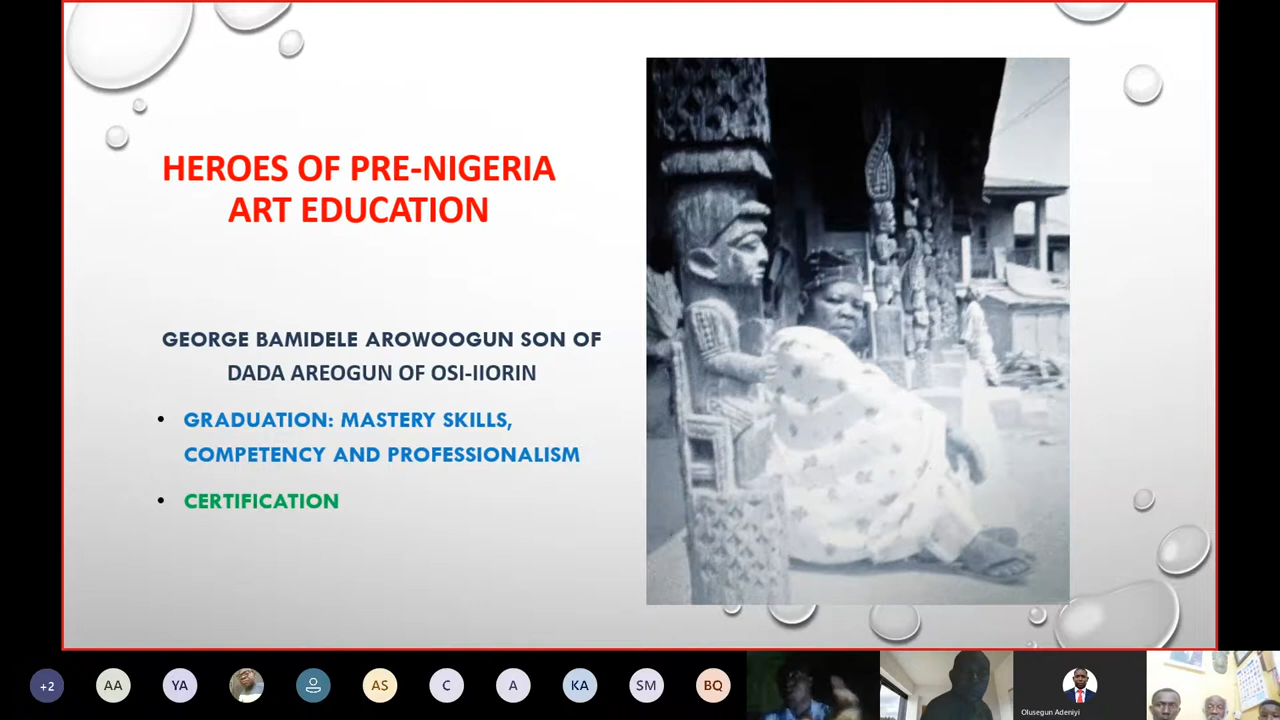 HEROES OF PRE-NIGERIA
ART EDUCATION
GEORGE BAMIDELE AROWOOGUN SON OF
DADA AREOGUN OF OSI-IIORIN
• GRADUATION: MASTERY SKILLS,
COMPETENCY AND PROFESSIONALISM
• CERTIFICATION
+2
AA
YA
AS
C
A
KA
SM
BQ
Olusegun Adeniyi